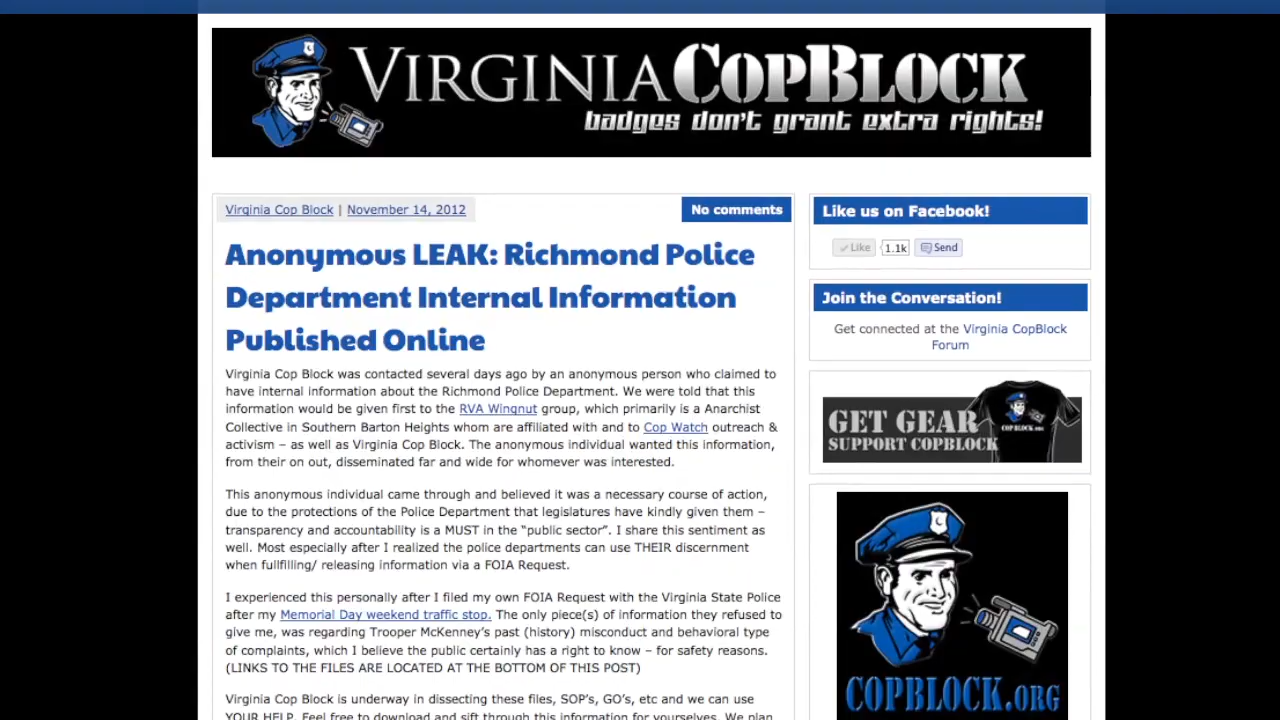 VIRGINIA COPBLOCK
badges don't grant extra rights!
Virginia Cop Block | November 14, 2012
No comments
Anonymous LEAK: Richmond Police
Department Internal Information
Published Online
Virginia Cop Block was contacted several days ago by an anonymous person who claimed to
have internal information about the Richmond Police Department. We were told that this
information would be given first to the RVA Wingnut group, which primarily is a Anarchist
Collective in Southern Barton Heights whom are affiliated with and to Cop Watch outreach &
activism – as well as Virginia Cop Block. The anonymous individual wanted this information,
from their on out, disseminated far and wide for whomever was interested.
This anonymous individual came through and believed it was a necessary course of action,
due to the protections of the Police Department that legislatures have kindly given them –
transparency and accountability is a MUST in the “public sector”. I share this sentiment as
well. Most especially after I realized the police departments can use THEIR discernment
when fullfilling/ releasing information via a FOIA Request.
I experienced this personally after I filed my own FOIA Request with the Virginia State Police
after my Memorial Day weekend traffic stop. The only piece(s) of information they refused to
give me, was regarding Trooper McKenney’s past (history) misconduct and behavioral type
of complaints, which I believe the public certainly has a right to know – for safety reasons.
(LINKS TO THE FILES ARE LOCATED AT THE BOTTOM OF THIS POST)
Virginia Cop Block is underway in dissecting these files, SOP’s, GO’s, etc and we can use
YOUR HELP. Feel free to download and sift through this information for yourselves. We plan
Like us on Facebook!
Like 1.1k Send
Join the Conversation!
Get connected at the Virginia CopBlock
Forum
GET GEAR
SUPPORT COPBLOCK
COPBLOCK.ORG
COPBLOCK.ORG